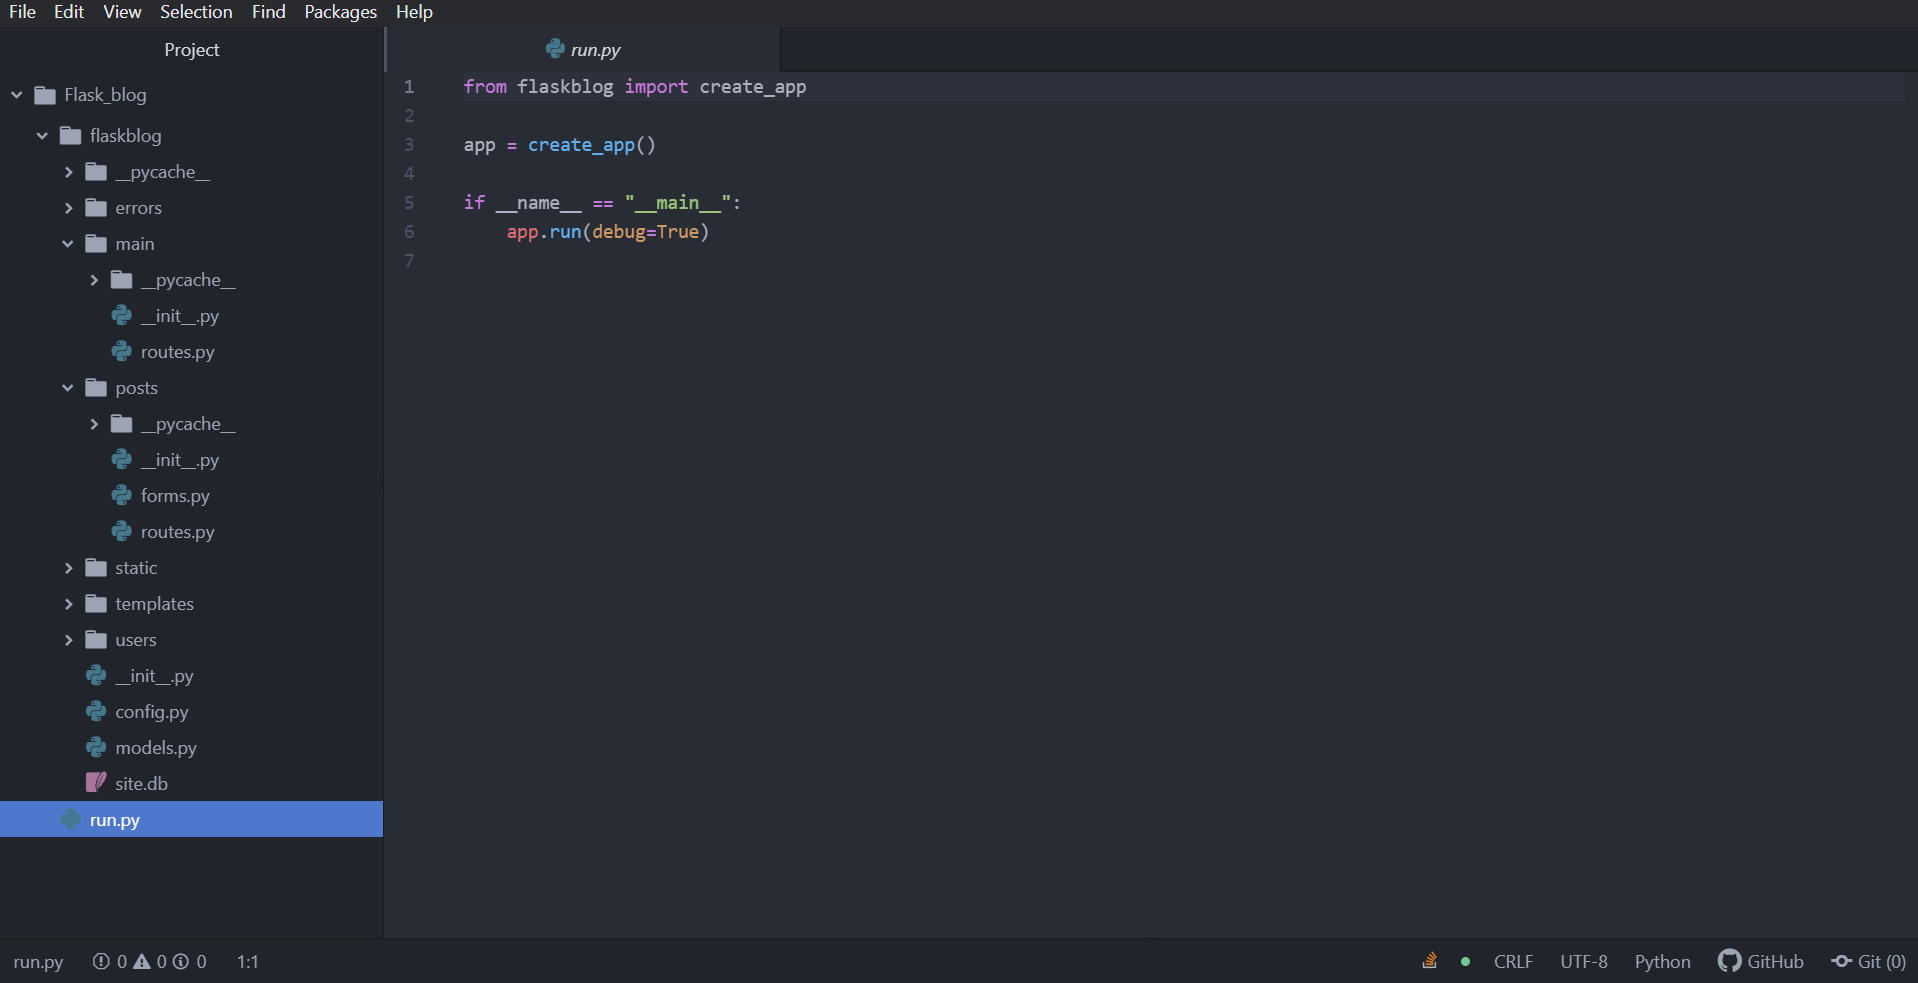 File Edit View Selection Find Packages Help
Project
Flask_blog
flaskblog
__pycache__
errors
main
__pycache__
__init__.py
routes.py
posts
__pycache__
__init__.py
forms.py
routes.py
static
templates
users
__init__.py
config.py
models.py
site.db
run.py
run.py
1 from flaskblog import create_app
2
3 app = create_app()
4
5 if __name__ == "__main__":
6     app.run(debug=True)
7
run.py 0 0 0 1:1 CRLF UTF-8 Python GitHub Git (0)